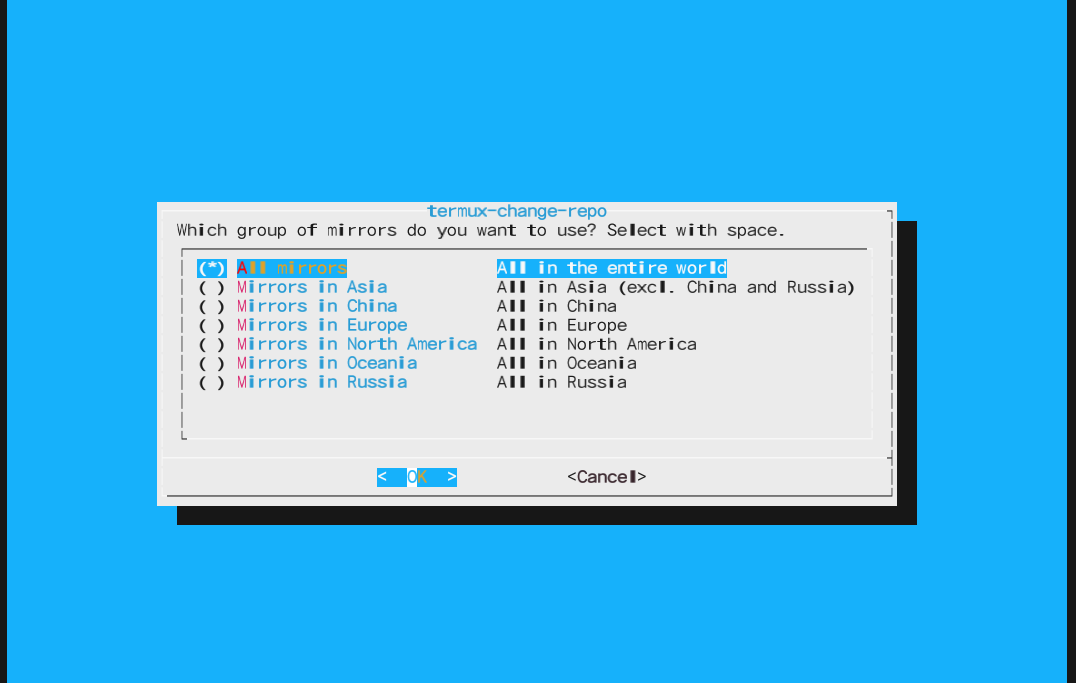 termux-change-repo
Which group of mirrors do you want to use? Select with space.
(*) All mirrors All in the entire world
( ) Mirrors in Asia All in Asia (excl. China and Russia)
( ) Mirrors in China All in China
( ) Mirrors in Europe All in Europe
( ) Mirrors in North America All in North America
( ) Mirrors in Oceania All in Oceania
( ) Mirrors in Russia All in Russia
< OK > <Cancel>